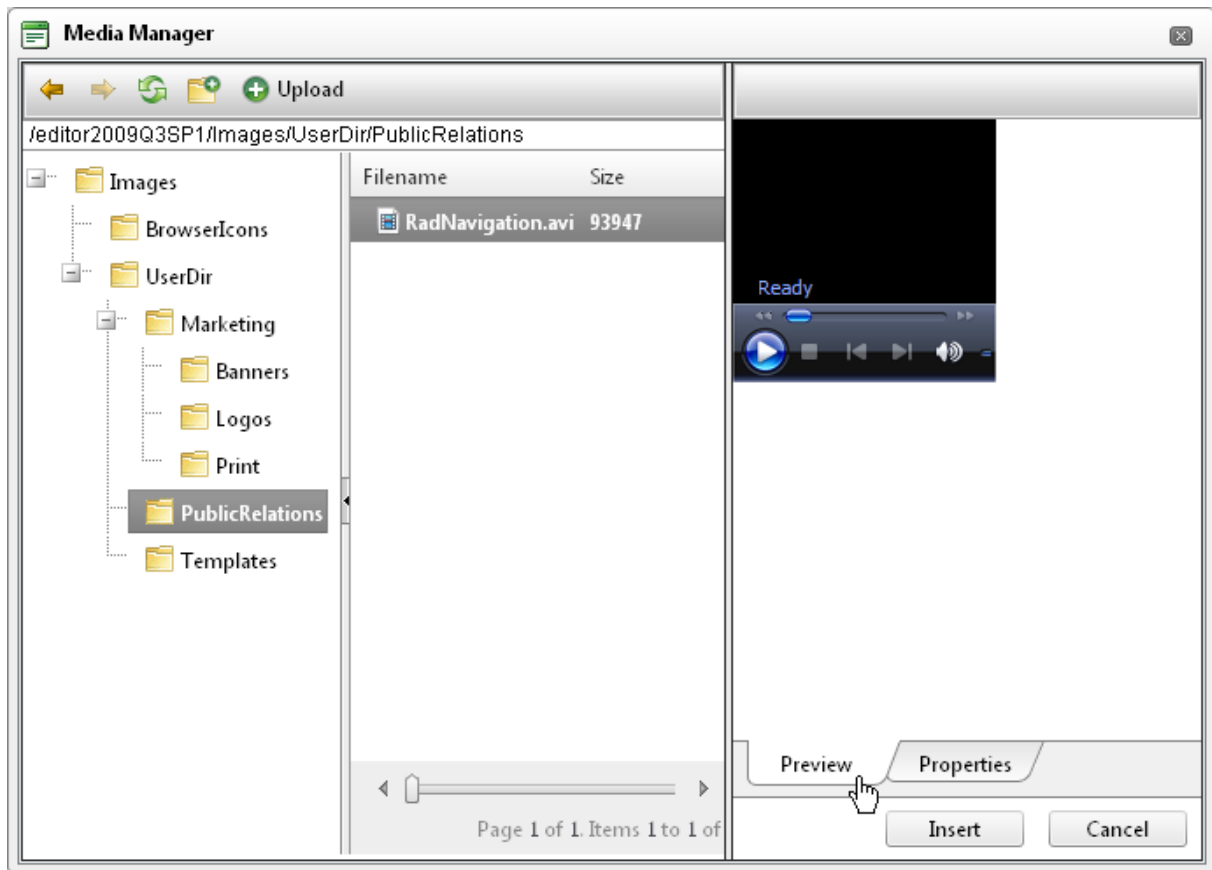 Media Manager
Upload
/editor2009Q3SP1/Images/UserDir/PublicRelations
Images
BrowserIcons
UserDir
Marketing
Banners
Logos
Print
PublicRelations
Templates
Filename Size
RadNavigation.avi 93947
Page 1 of 1. Items 1 to 1 of
Ready
Preview Properties
Insert Cancel